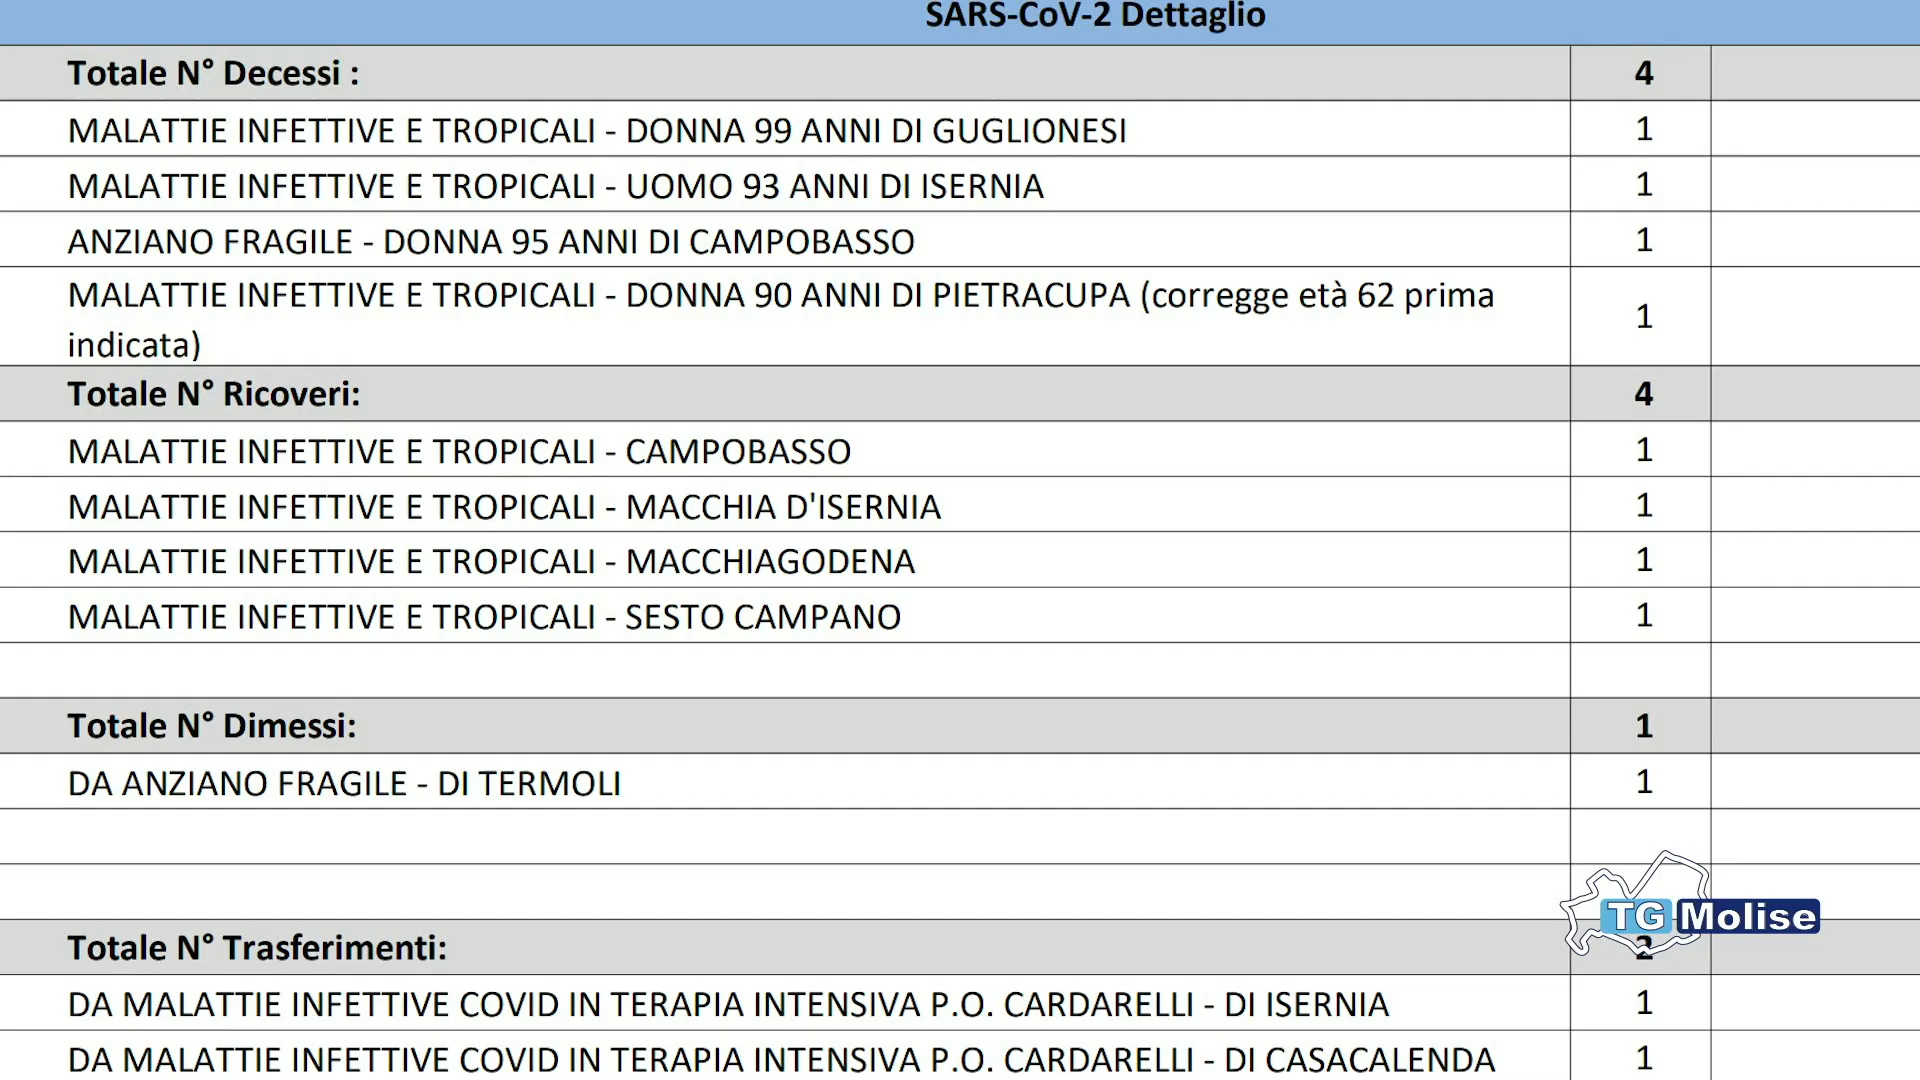 SARS-CoV-2 Dettaglio
Totale N° Decessi : 4
MALATTIE INFETTIVE E TROPICALI - DONNA 99 ANNI DI GUGLIONESI 1
MALATTIE INFETTIVE E TROPICALI - UOMO 93 ANNI DI ISERNIA 1
ANZIANO FRAGILE - DONNA 95 ANNI DI CAMPOBASSO 1
MALATTIE INFETTIVE E TROPICALI - DONNA 90 ANNI DI PIETRACUPA (corregge età 62 prima
indicata) 1
Totale N° Ricoveri: 4
MALATTIE INFETTIVE E TROPICALI - CAMPOBASSO 1
MALATTIE INFETTIVE E TROPICALI - MACCHIA D'ISERNIA 1
MALATTIE INFETTIVE E TROPICALI - MACCHIAGODENA 1
MALATTIE INFETTIVE E TROPICALI - SESTO CAMPANO 1
Totale N° Dimessi: 1
DA ANZIANO FRAGILE - DI TERMOLI 1
TG Molise
Totale N° Trasferimenti: 2
DA MALATTIE INFETTIVE COVID IN TERAPIA INTENSIVA P.O. CARDARELLI - DI ISERNIA 1
DA MALATTIE INFETTIVE COVID IN TERAPIA INTENSIVA P.O. CARDARELLI - DI CASACALENDA 1